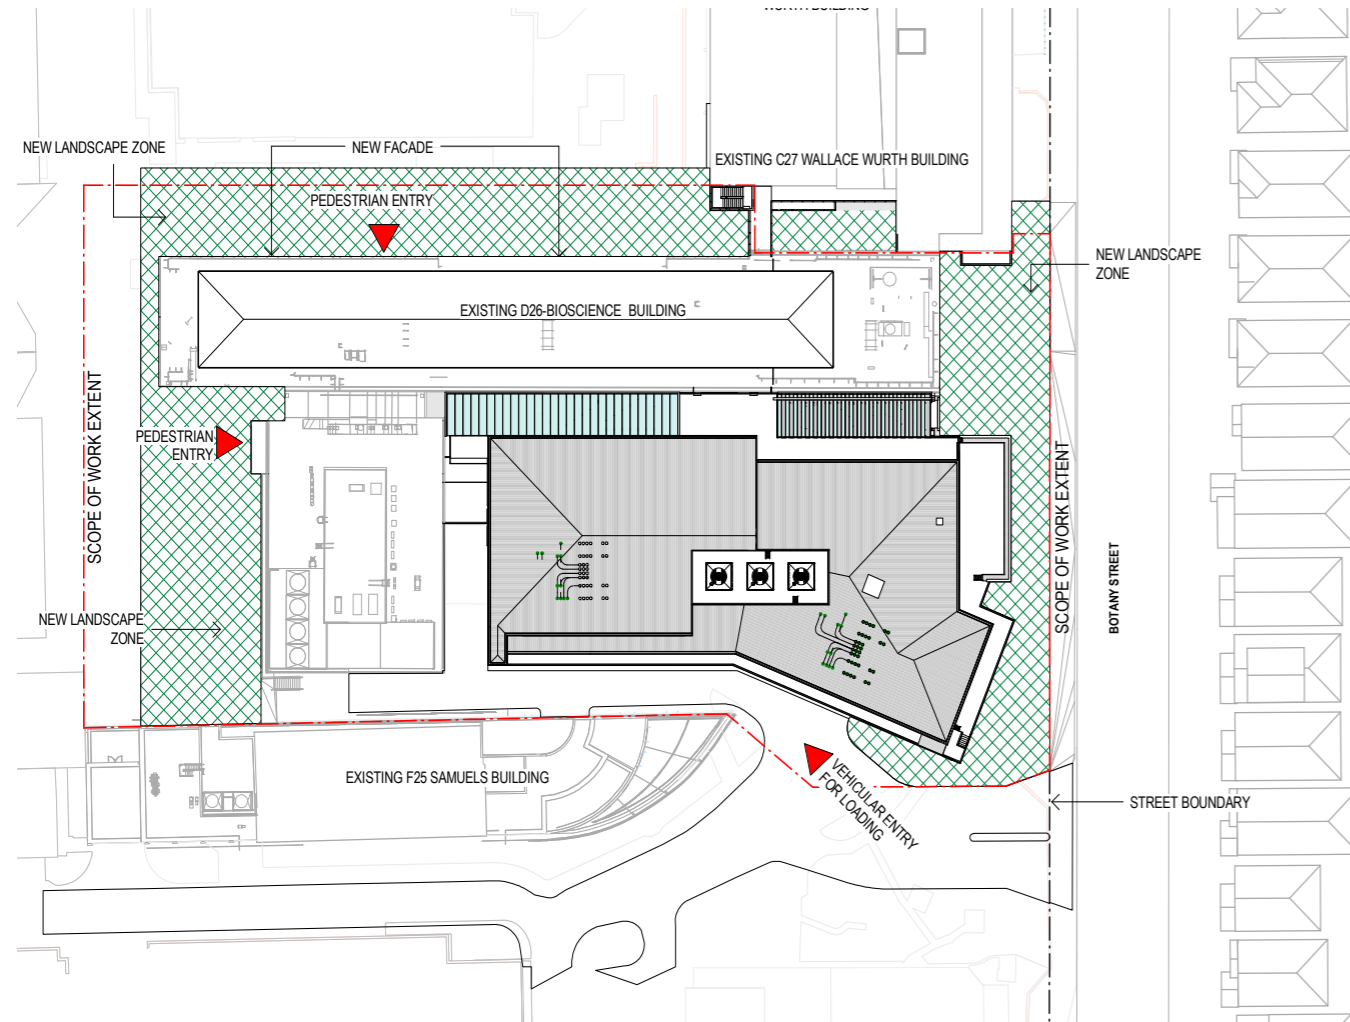 WURTH BUILDING
NEW LANDSCAPE ZONE
NEW FACADE
EXISTING C27 WALLACE WURTH BUILDING
PEDESTRIAN ENTRY
NEW LANDSCAPE
ZONE
EXISTING D26-BIOSCIENCE BUILDING
SCOPE OF WORK EXTENT
PEDESTRIAN
ENTRY
SCOPE OF WORK EXTENT
BOTANY STREET
NEW LANDSCAPE
ZONE
EXISTING F25 SAMUELS BUILDING
VEHICULAR ENTRY
FOR LOADING
STREET BOUNDARY